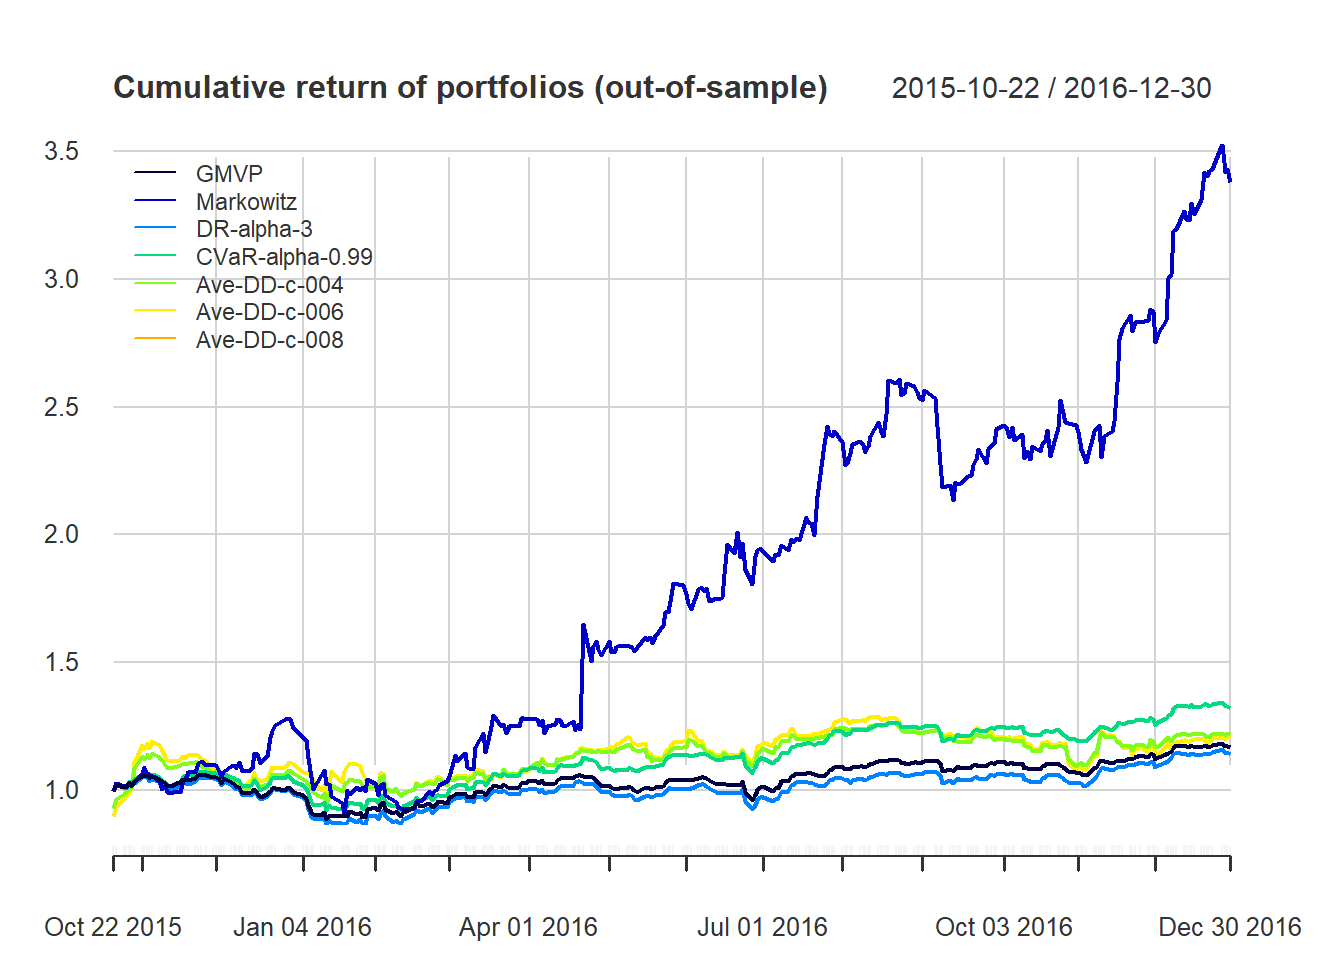 Cumulative return of portfolios (out-of-sample) 2015-10-22 / 2016-12-30
3.5
3.0
2.5
2.0
1.5
1.0
GMVP
Markowitz
DR-alpha-3
CVaR-alpha-0.99
Ave-DD-c-004
Ave-DD-c-006
Ave-DD-c-008
Oct 22 2015 Jan 04 2016 Apr 01 2016 Jul 01 2016 Oct 03 2016 Dec 30 2016